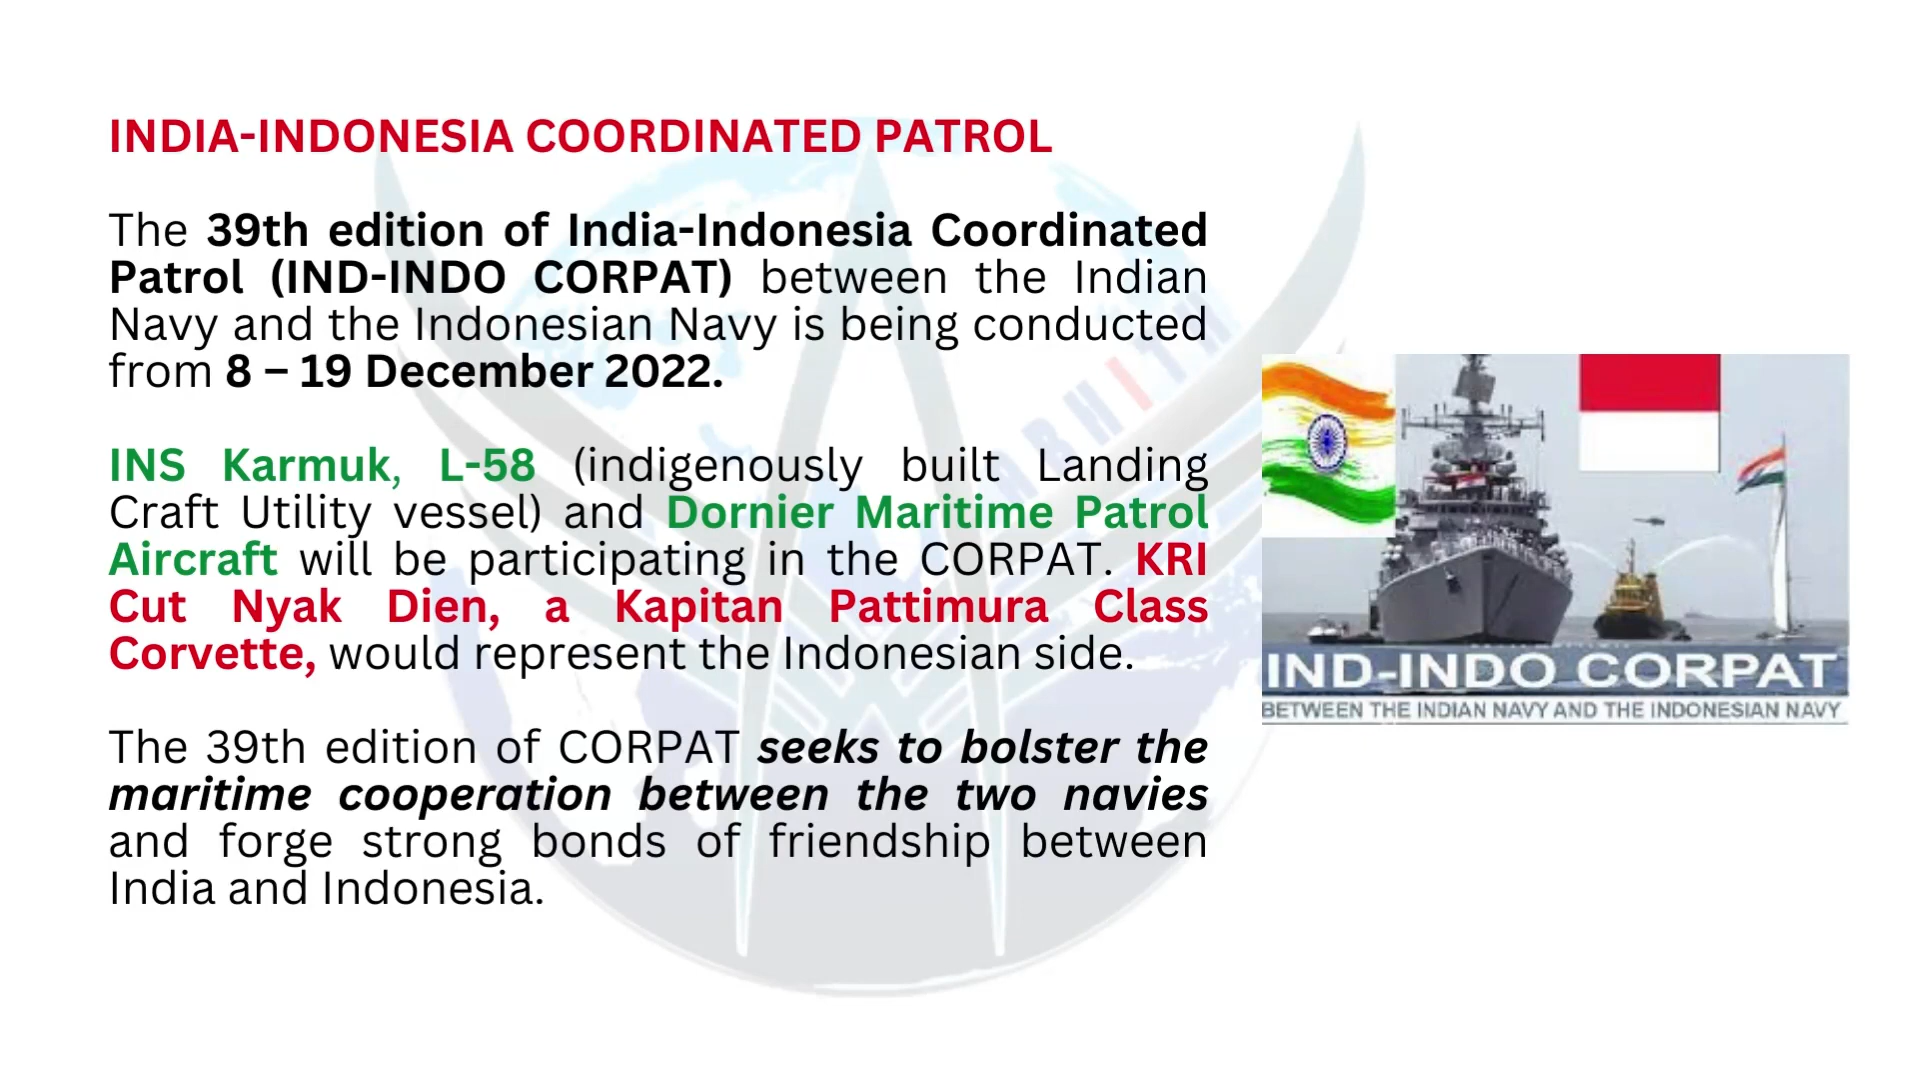 INDIA-INDONESIA COORDINATED PATROL
The 39th edition of India-Indonesia Coordinated
Patrol (IND-INDO CORPAT) between the Indian
Navy and the Indonesian Navy is being conducted
from 8 – 19 December 2022.
INS Karmuk, L-58 (indigenously built Landing
Craft Utility vessel) and Dornier Maritime Patrol
Aircraft will be participating in the CORPAT. KRI
Cut Nyak Dien, a Kapitan Pattimura Class
Corvette, would represent the Indonesian side.
The 39th edition of CORPAT seeks to bolster the
maritime cooperation between the two navies
and forge strong bonds of friendship between
India and Indonesia.
IND-INDO CORPAT
BETWEEN THE INDIAN NAVY AND THE INDONESIAN NAVY